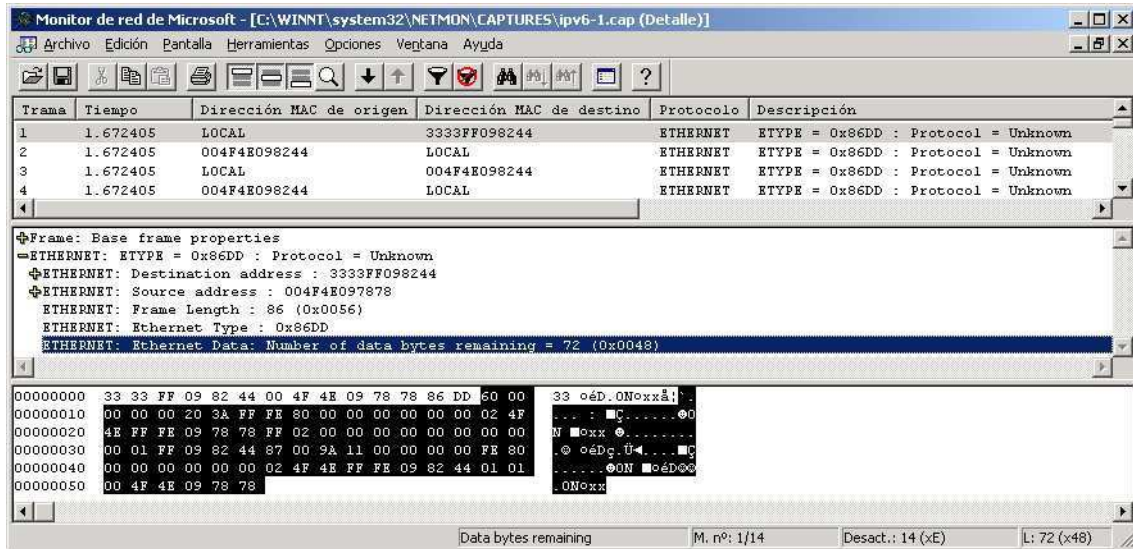 Monitor de red de Microsoft - [C:\WINNT\system32\NETMON\CAPTURES\ipv6-1.cap (Detalle)]
Archivo Edición Pantalla Herramientas Opciones Ventana Ayuda
Trama Tiempo Dirección MAC de origen Dirección MAC de destino Protocolo Descripción
1 1.672405 LOCAL 3333FF098244 ETHERNET ETYPE = 0x86DD : Protocol = Unknown
2 1.672405 004F4E098244 LOCAL ETHERNET ETYPE = 0x86DD : Protocol = Unknown
3 1.672405 LOCAL 004F4E098244 ETHERNET ETYPE = 0x86DD : Protocol = Unknown
4 1.672405 004F4E098244 LOCAL ETHERNET ETYPE = 0x86DD : Protocol = Unknown
Frame: Base frame properties
ETHERNET: ETYPE = 0x86DD : Protocol = Unknown
ETHERNET: Destination address : 3333FF098244
ETHERNET: Source address : 004F4E097878
ETHERNET: Frame Length : 86 (0x0056)
ETHERNET: Ethernet Type : 0x86DD
ETHERNET: Ethernet Data: Number of data bytes remaining = 72 (0x0048)
00000000 33 33 FF 09 82 44 00 4F 4E 09 78 78 86 DD 60 00 33 oéD.ONoxxå¦`.
00000010 00 00 00 20 3A FF FE 80 00 00 00 00 00 00 02 4F
00000020 4E FF FE 09 78 78 FF 02 00 00 00 00 00 00 00 00
00000030 00 01 FF 09 82 44 87 00 9A 11 00 00 00 00 FE 80
00000040 00 00 00 00 00 00 02 4F 4E FF FE 09 82 44 01 01
00000050 00 4F 4E 09 78 78 .ONoxx
Data bytes remaining M. nº: 1/14 Desact.: 14 (xE) L: 72 (x48)